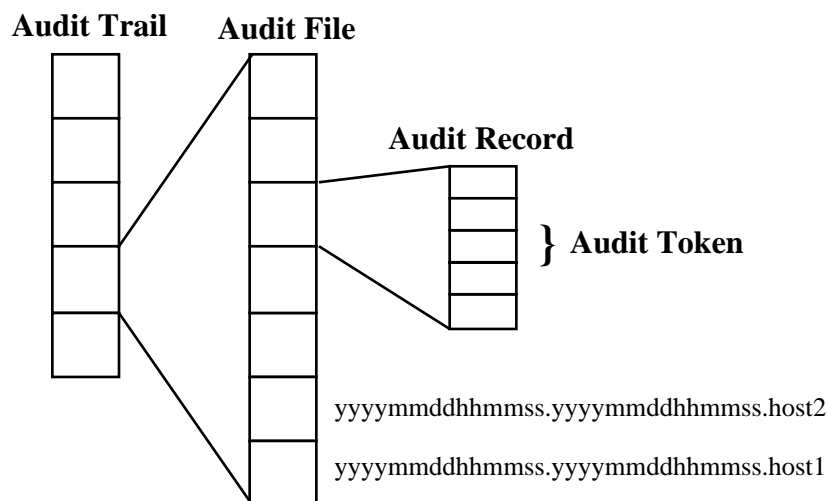 Audit Trail
Audit File
Audit Record
} Audit Token
yyyymmddhhmmss.yyyymmddhhmmss.host2
yyyymmddhhmmss.yyyymmddhhmmss.host1